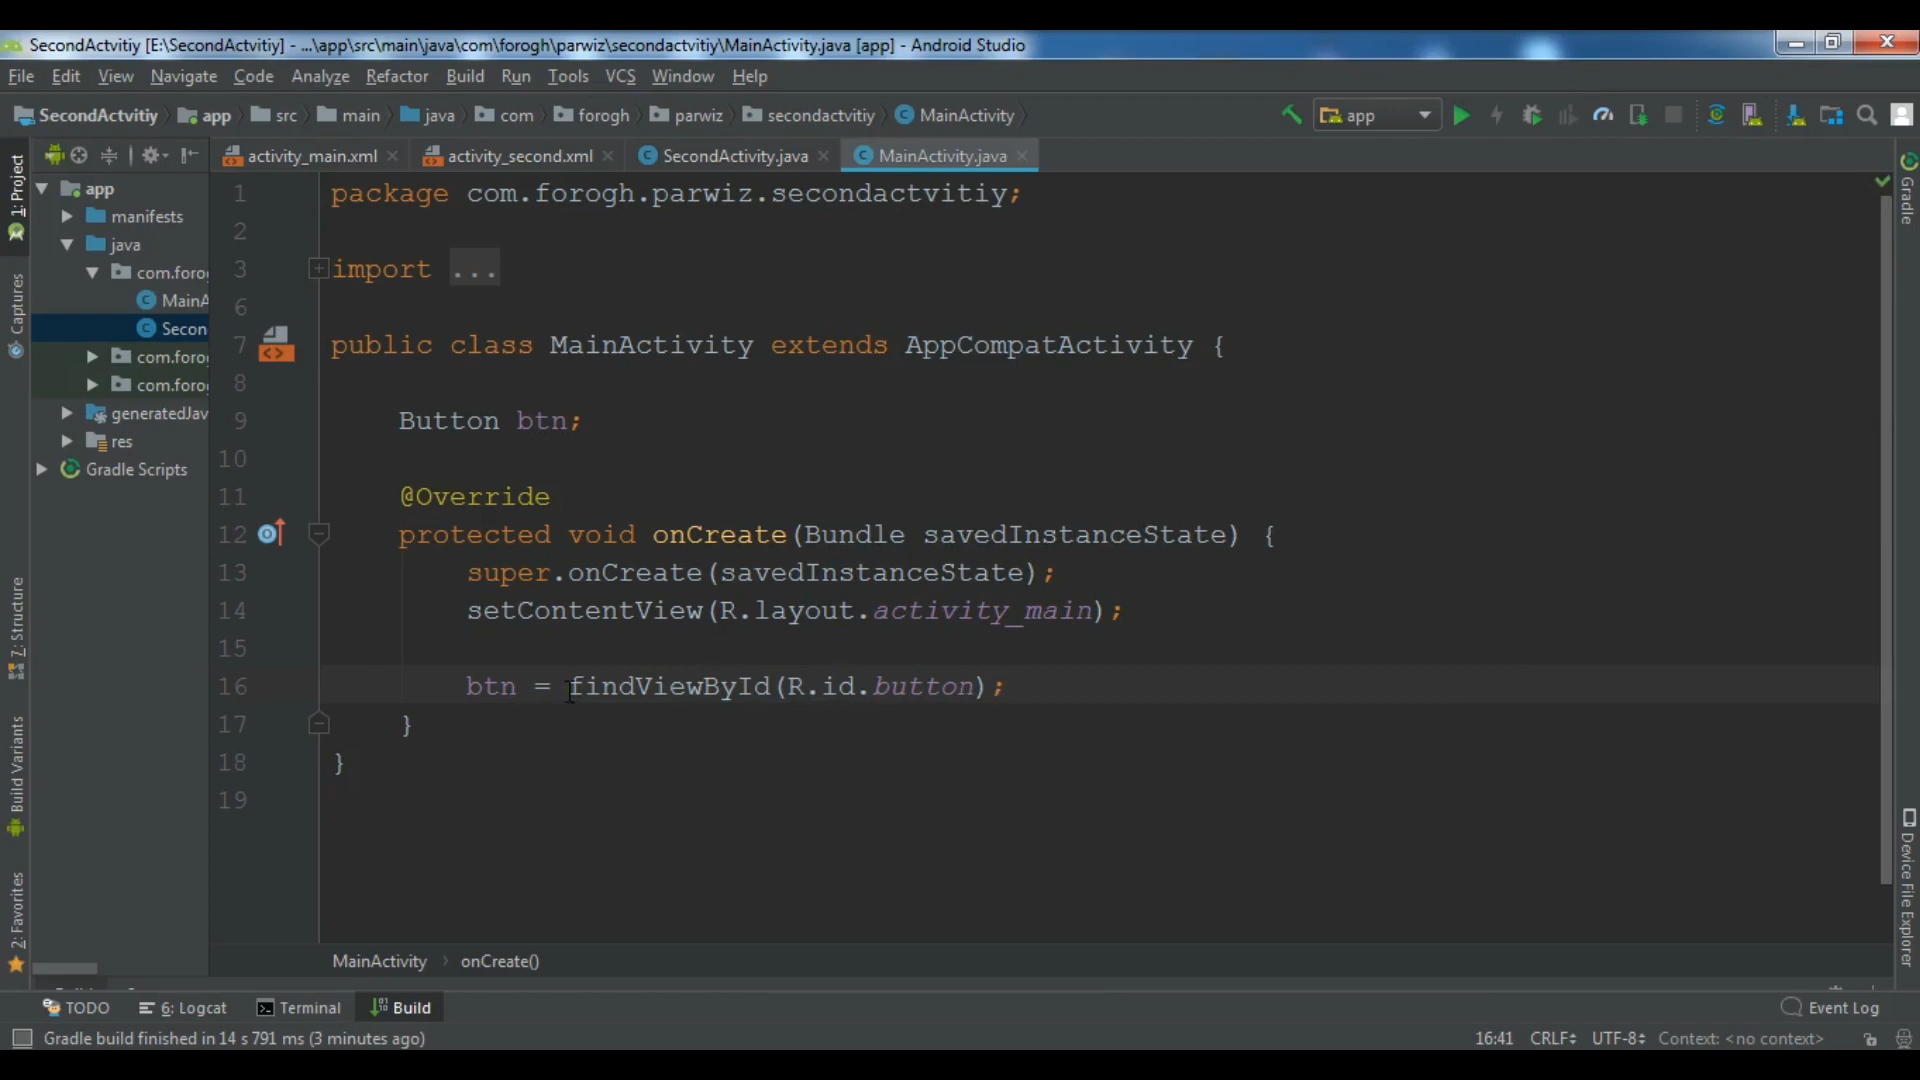 SecondActvitiy [E:\SecondActvitiy] - ...\app\src\main\java\com\forogh\parwiz\secondactvitiy\MainActivity.java [app] - Android Studio
File Edit View Navigate Code Analyze Refactor Build Run Tools VCS Window Help
SecondActvitiy app src main java com forogh parwiz secondactvitiy MainActivity app
activity_main.xml activity_second.xml SecondActivity.java MainActivity.java
1: Project
Captures
7: Structure
Build Variants
2: Favorites
app
manifests
java
com.foro
MainA
Secon
com.foro
com.foro
generatedJav
res
Gradle Scripts
1 package com.forogh.parwiz.secondactvitiy;
2
3 import ...
6
7 public class MainActivity extends AppCompatActivity {
8
9 Button btn;
10
11 @Override
12 protected void onCreate(Bundle savedInstanceState) {
13 super.onCreate(savedInstanceState);
14 setContentView(R.layout.activity_main);
15
16 btn = findViewById(R.id.button);
17 }
18 }
19
Gradle
Device File Explorer
MainActivity onCreate()
TODO 6: Logcat Terminal Build Event Log
Gradle build finished in 14 s 791 ms (3 minutes ago) 16:41 CRLF UTF-8 Context: <no context>